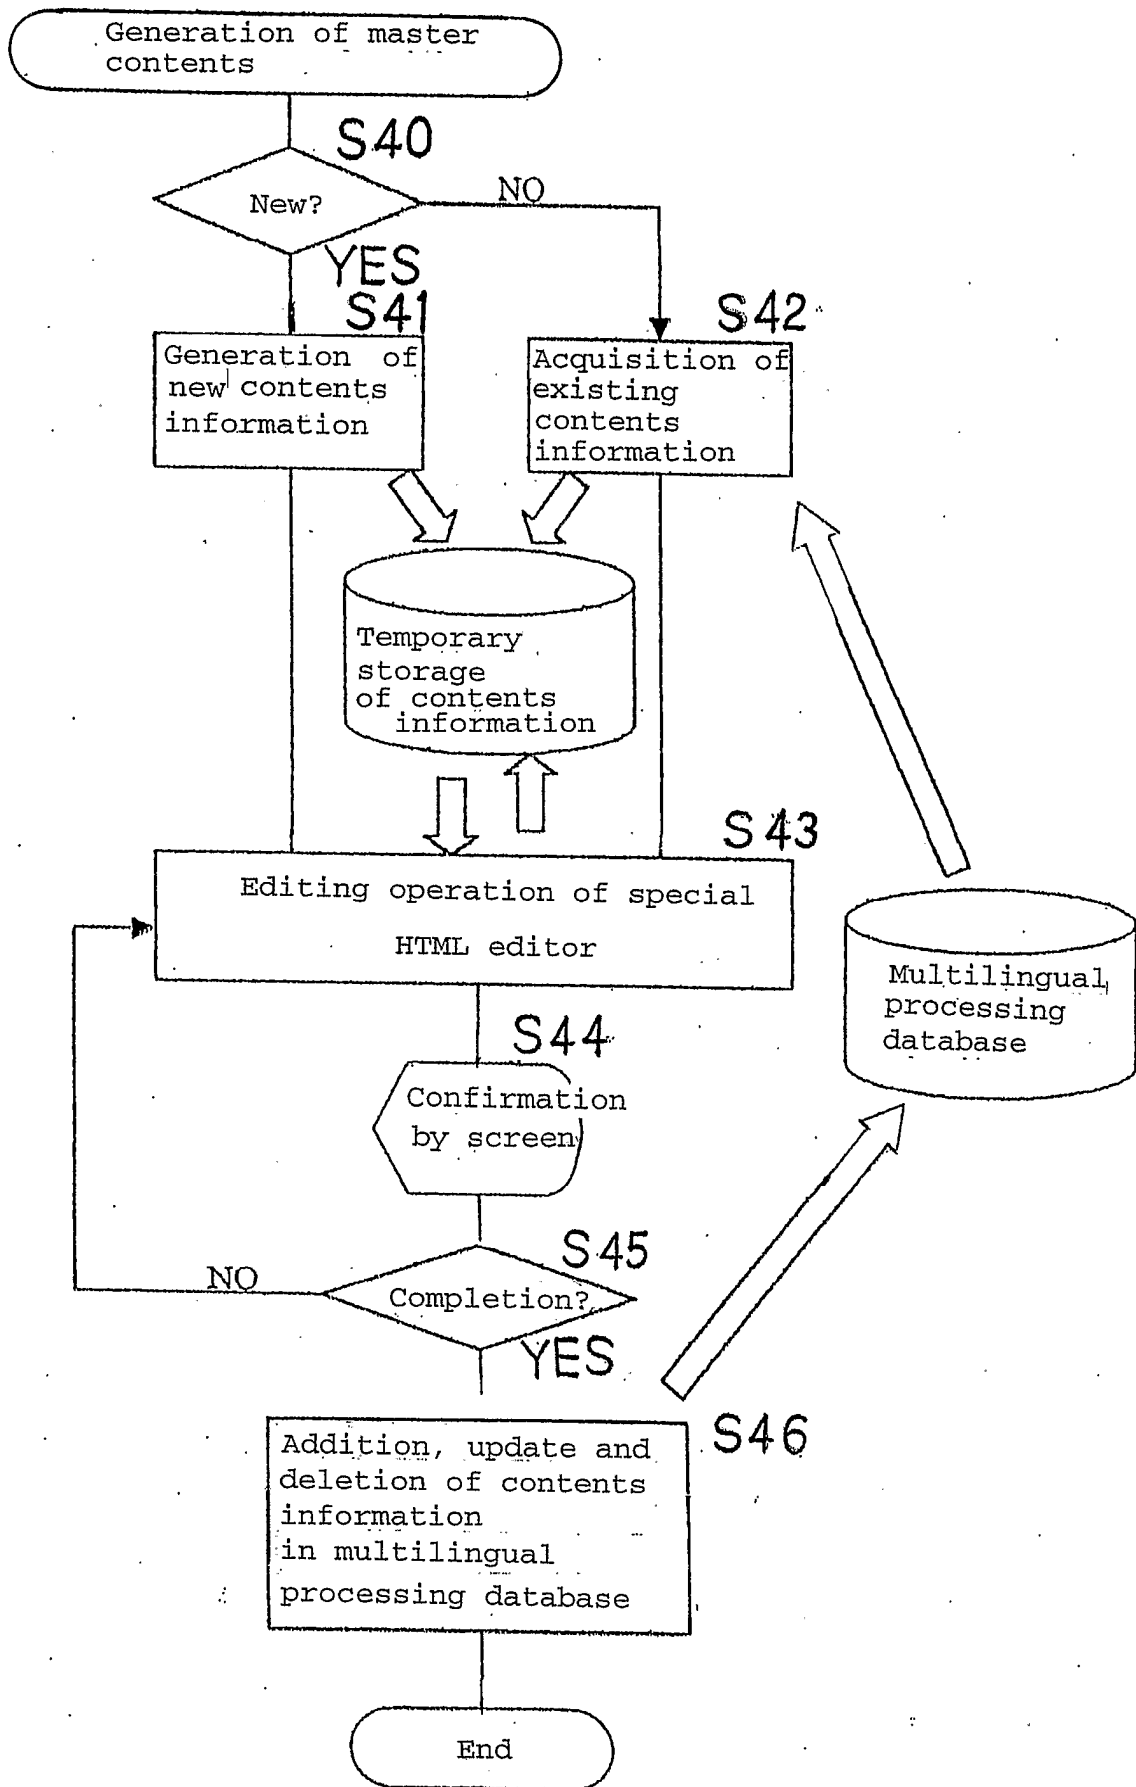 Generation of master
contents
S40
New?
NO
YES
S41
S42
Generation of
new contents
information
Acquisition of
existing
contents
information
Temporary
storage
of contents
information
S43
Editing operation of special
HTML editor
Multilingual
processing
database
S44
Confirmation
by screen
S45
NO
Completion?
YES
S46
Addition, update and
deletion of contents
information
in multilingual
processing database
End